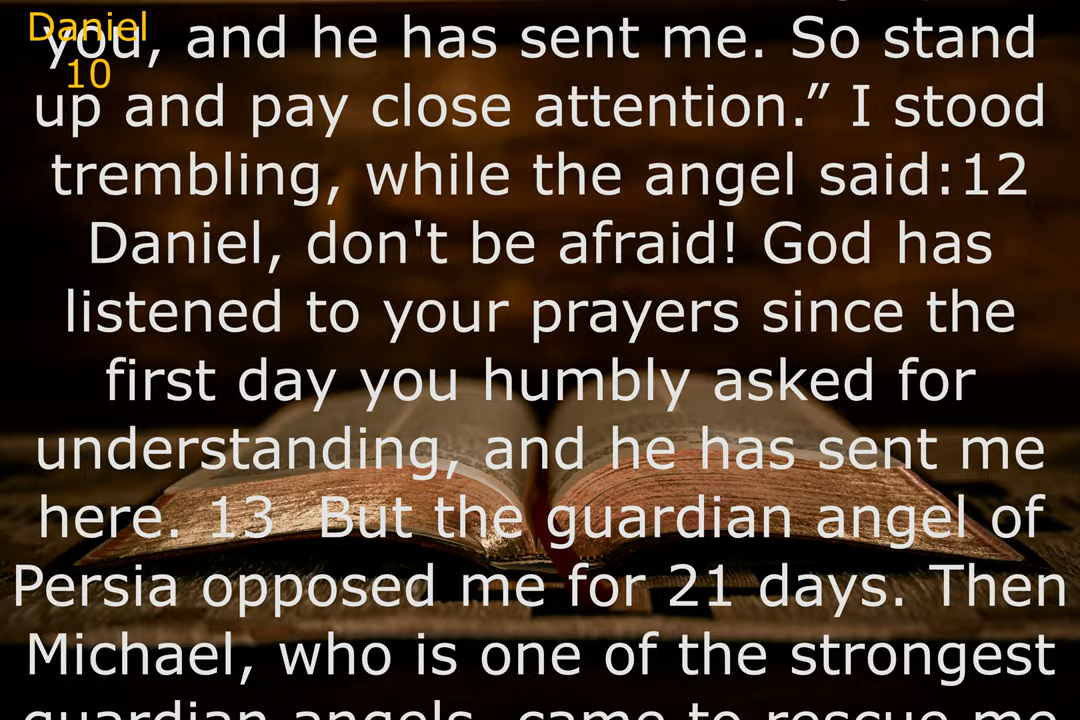 Daniel
10
you, and he has sent me. So stand
up and pay close attention.” I stood
trembling, while the angel said:12
Daniel, don't be afraid! God has
listened to your prayers since the
first day you humbly asked for
understanding, and he has sent me
here. 13  But the guardian angel of
Persia opposed me for 21 days. Then
Michael, who is one of the strongest
guardian angels, came to rescue me